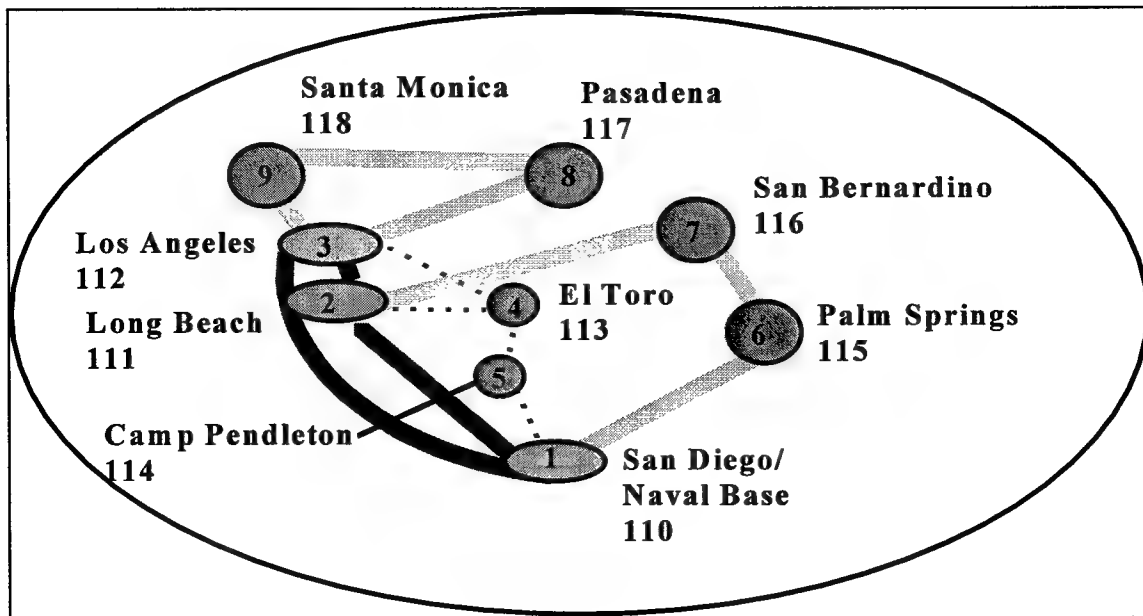 Santa Monica
118
Pasadena
117
9
8
San Bernardino
116
7
Los Angeles
112
3
2
Long Beach
111
4
El Toro
113
6
Palm Springs
115
5
Camp Pendleton
114
1
San Diego/
Naval Base
110